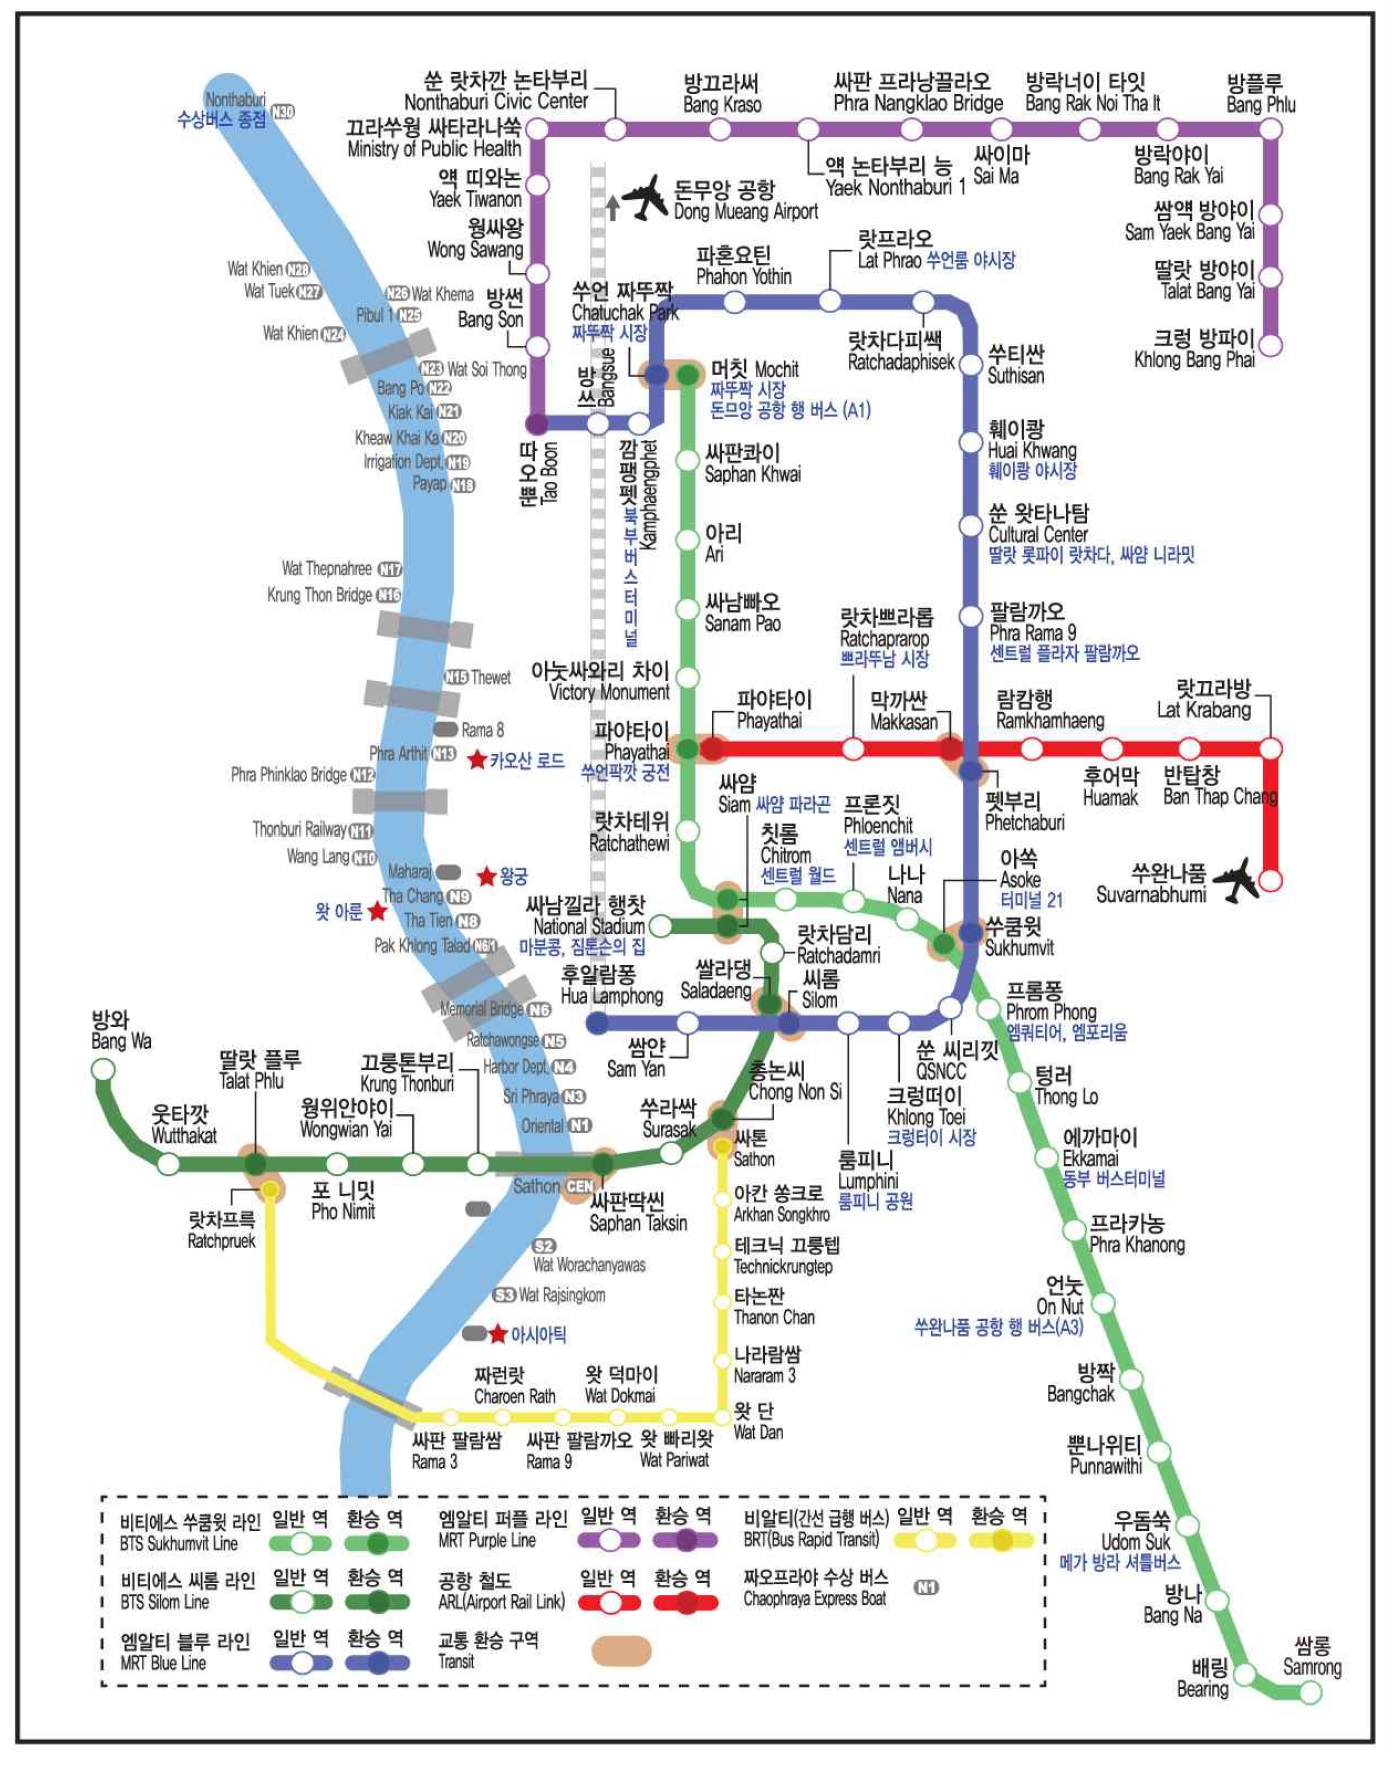 쑨 랏차깐 논타부리
Nonthaburi Civic Center
방끄라써
Bang Kraso
싸판 프라낭끌라오
Phra Nangklao Bridge
방락너이 타잇
Bang Rak Noi Tha It
방플루
Bang Phlu
Nonthaburi N30
수상버스 종점
끄라쑤웡 싸타라나쑥
Ministry of Public Health
액 논타부리 능
Yaek Nonthaburi 1
싸이마
Sai Ma
방락야이
Bang Rak Yai
액 띠와논
Yaek Tiwanon
돈무앙 공항
Dong Mueang Airport
쌈액 방야이
Sam Yaek Bang Yai
웡싸왕
Wong Sawang
딸랏 방야이
Talat Bang Yai
크렁 방파이
Khlong Bang Phai
방썬
Bang Son
파혼요틴
Phahon Yothin
랏프라오
Lat Phrao 쑤언룸 야시장
쑤언 짜뚜짝
Chatuchak Park
짜뚜짝 시장
랏차다피쌕
Ratchadaphisek
쑤티싼
Suthisan
Wat Khien N28
Wat Tuek N27
N26 Wat Khema
Pibul 1 N25
Wat Khien N24
N23 Wat Soi Thong
Bang Po N22
Kiak Kai N21
Kheaw Khai Ka N20
Irrigation Dept. N19
Payap N18
방쓰
Bangsue
머칫 Mochit
짜뚜짝 시장
돈므앙 공항 행 버스 (A1)
따오뿐
Tao Boon
깜팽펫
Kamphaengphet
북부버스터미널
싸판콰이
Saphan Khwai
훼이쾅
Huai Khwang
훼이쾅 야시장
아리
Ari
쑨 왓타나탐
Cultural Center
딸랏 롯파이 랏차다, 싸얌 니라밋
Wat Thepnahree N17
Krung Thon Bridge N16
싸남빠오
Sanam Pao
랏차쁘라롭
Ratchaprarop
쁘라뚜남 시장
팔람까오
Phra Rama 9
센트럴 플라자 팔람까오
N15 Thewet
아눗싸와리 차이
Victory Monument
파야타이
Phayathai
막까싼
Makkasan
람캄행
Ramkhamhaeng
랏끄라방
Lat Krabang
Rama 8
Phra Arthit N13
카오산 로드
파야타이
Phayathai
쑤언팍깟 궁전
Phra Phinklao Bridge N12
후어막
Huamak
반탑창
Ban Thap Chang
펫부리
Phetchaburi
싸얌
Siam 싸얌 파라곤
프론짓
Phloenchit
센트럴 앰버시
Thonburi Railway N11
랏차테위
Ratchathewi
칫롬
Chitrom
센트럴 월드
Wang Lang N10
Maharaj
왕궁
나나
Nana
아쏙
Asoke
터미널 21
쑤완나품
Suvarnabhumi
Tha Chang N9
왓 아룬
Tha Tien N8
Pak Khlong Talad N6/1
싸남낄라 행찻
National Stadium
마분콩, 짐톤슨의 집
랏차담리
Ratchadamri
쑤쿰윗
Sukhumvit
후알람퐁
Hua Lamphong
쌀라댕
Saladaeng
씨롬
Silom
프롬퐁
Phrom Phong
엠쿼티어, 엠포리움
Memorial Bridge N6
Ratchawongse N5
Harbor Dept. N4
Sri Phraya N3
Oriental N1
쌈얀
Sam Yan
쑨 씨리낏
QSNCC
크렁떠이
Khlong Toei
크렁터이 시장
텅러
Thong Lo
방와
Bang Wa
딸랏 플루
Talat Phlu
끄룽톤부리
Krung Thonburi
총논씨
Chong Non Si
웃타깟
Wutthakat
웡위안야이
Wongwian Yai
쑤라싹
Surasak
룸피니
Lumphini
룸피니 공원
에까마이
Ekkamai
동부 버스터미널
싸톤
Sathon
Sathon CEN
랏차프륵
Ratchpruek
포 니밋
Pho Nimit
싸판딱씬
Saphan Taksin
아칸 쏭크로
Arkhan Songkhro
프라카농
Phra Khanong
테크닉 끄룽텝
Technickrungtep
S2
Wat Worachanyawas
S3 Wat Rajsingkom
타논짠
Thanon Chan
언눗
On Nut
쑤완나품 공항 행 버스(A3)
아시아틱
나라람쌈
Nararam 3
방짝
Bangchak
짜런랏
Charoen Rath
왓 덕마이
Wat Dokmai
왓 단
Wat Dan
싸판 팔람쌈
Rama 3
싸판 팔람까오
Rama 9
왓 빠리왓
Wat Pariwat
뿐나위티
Punnawithi
우돔쑥
Udom Suk
메가 방라 셔틀버스
방나
Bang Na
배링
Bearing
쌈롱
Samrong
비티에스 쑤쿰윗 라인 일반 역 환승 역
BTS Sukhumvit Line
엠알티 퍼플 라인 일반 역 환승 역
MRT Purple Line
비알티(간선 급행 버스) 일반 역 환승 역
BRT(Bus Rapid Transit)
비티에스 씨롬 라인 일반 역 환승 역
BTS Silom Line
공항 철도 일반 역 환승 역
ARL(Airport Rail Link)
짜오프라야 수상 버스
Chaophraya Express Boat N1
엠알티 블루 라인 일반 역 환승 역
MRT Blue Line
교통 환승 구역
Transit